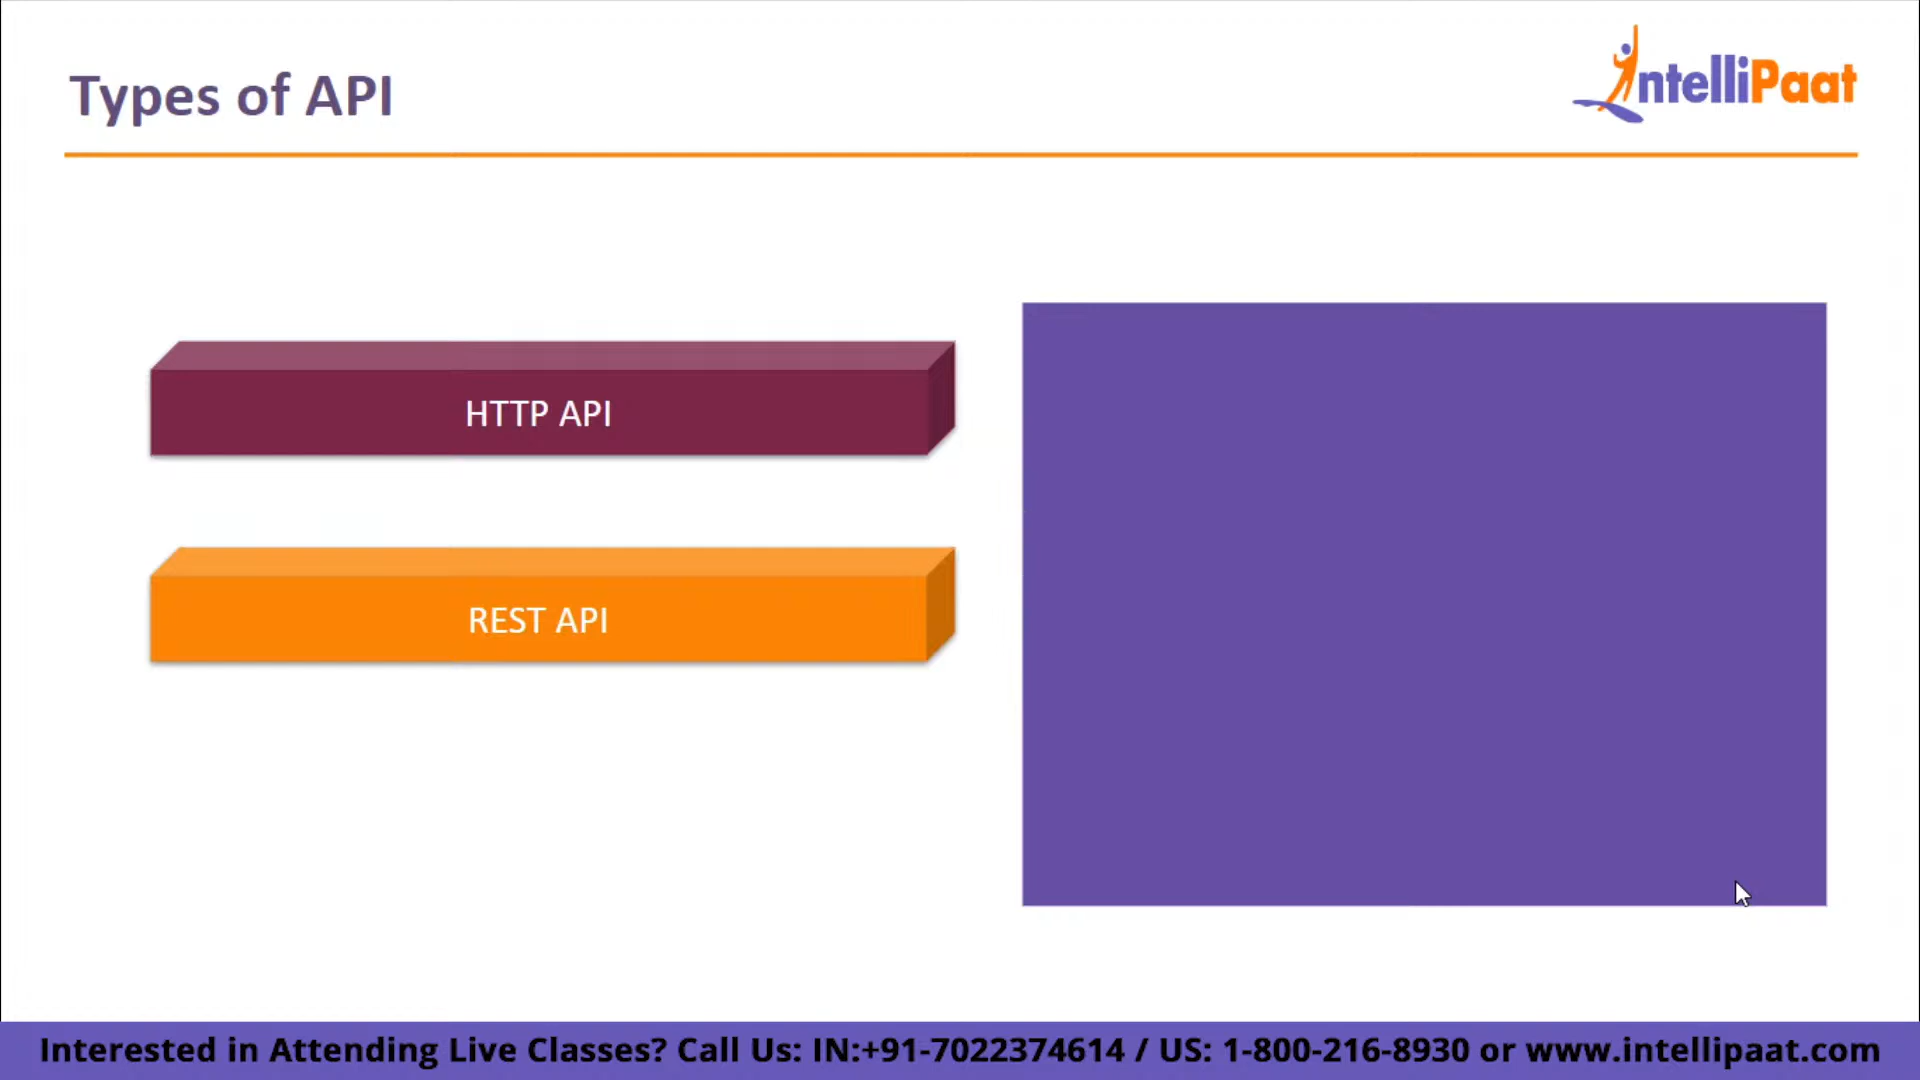 Types of API
IntelliPaat
HTTP API
REST API
Interested in Attending Live Classes? Call Us: IN:+91-7022374614 / US: 1-800-216-8930 or www.intellipaat.com